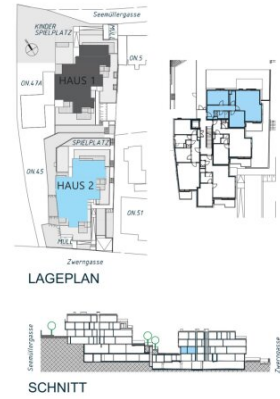 Seemüllergasse
KINDER
SPIELPLATZ
HAUS 1
ON.5
ON.47A
SPIELPLATZ
ON.45
HAUS 2
ON.51
MÜLL
Zwerngasse
LAGEPLAN
Seemüllergasse
Zwerngasse
SCHNITT